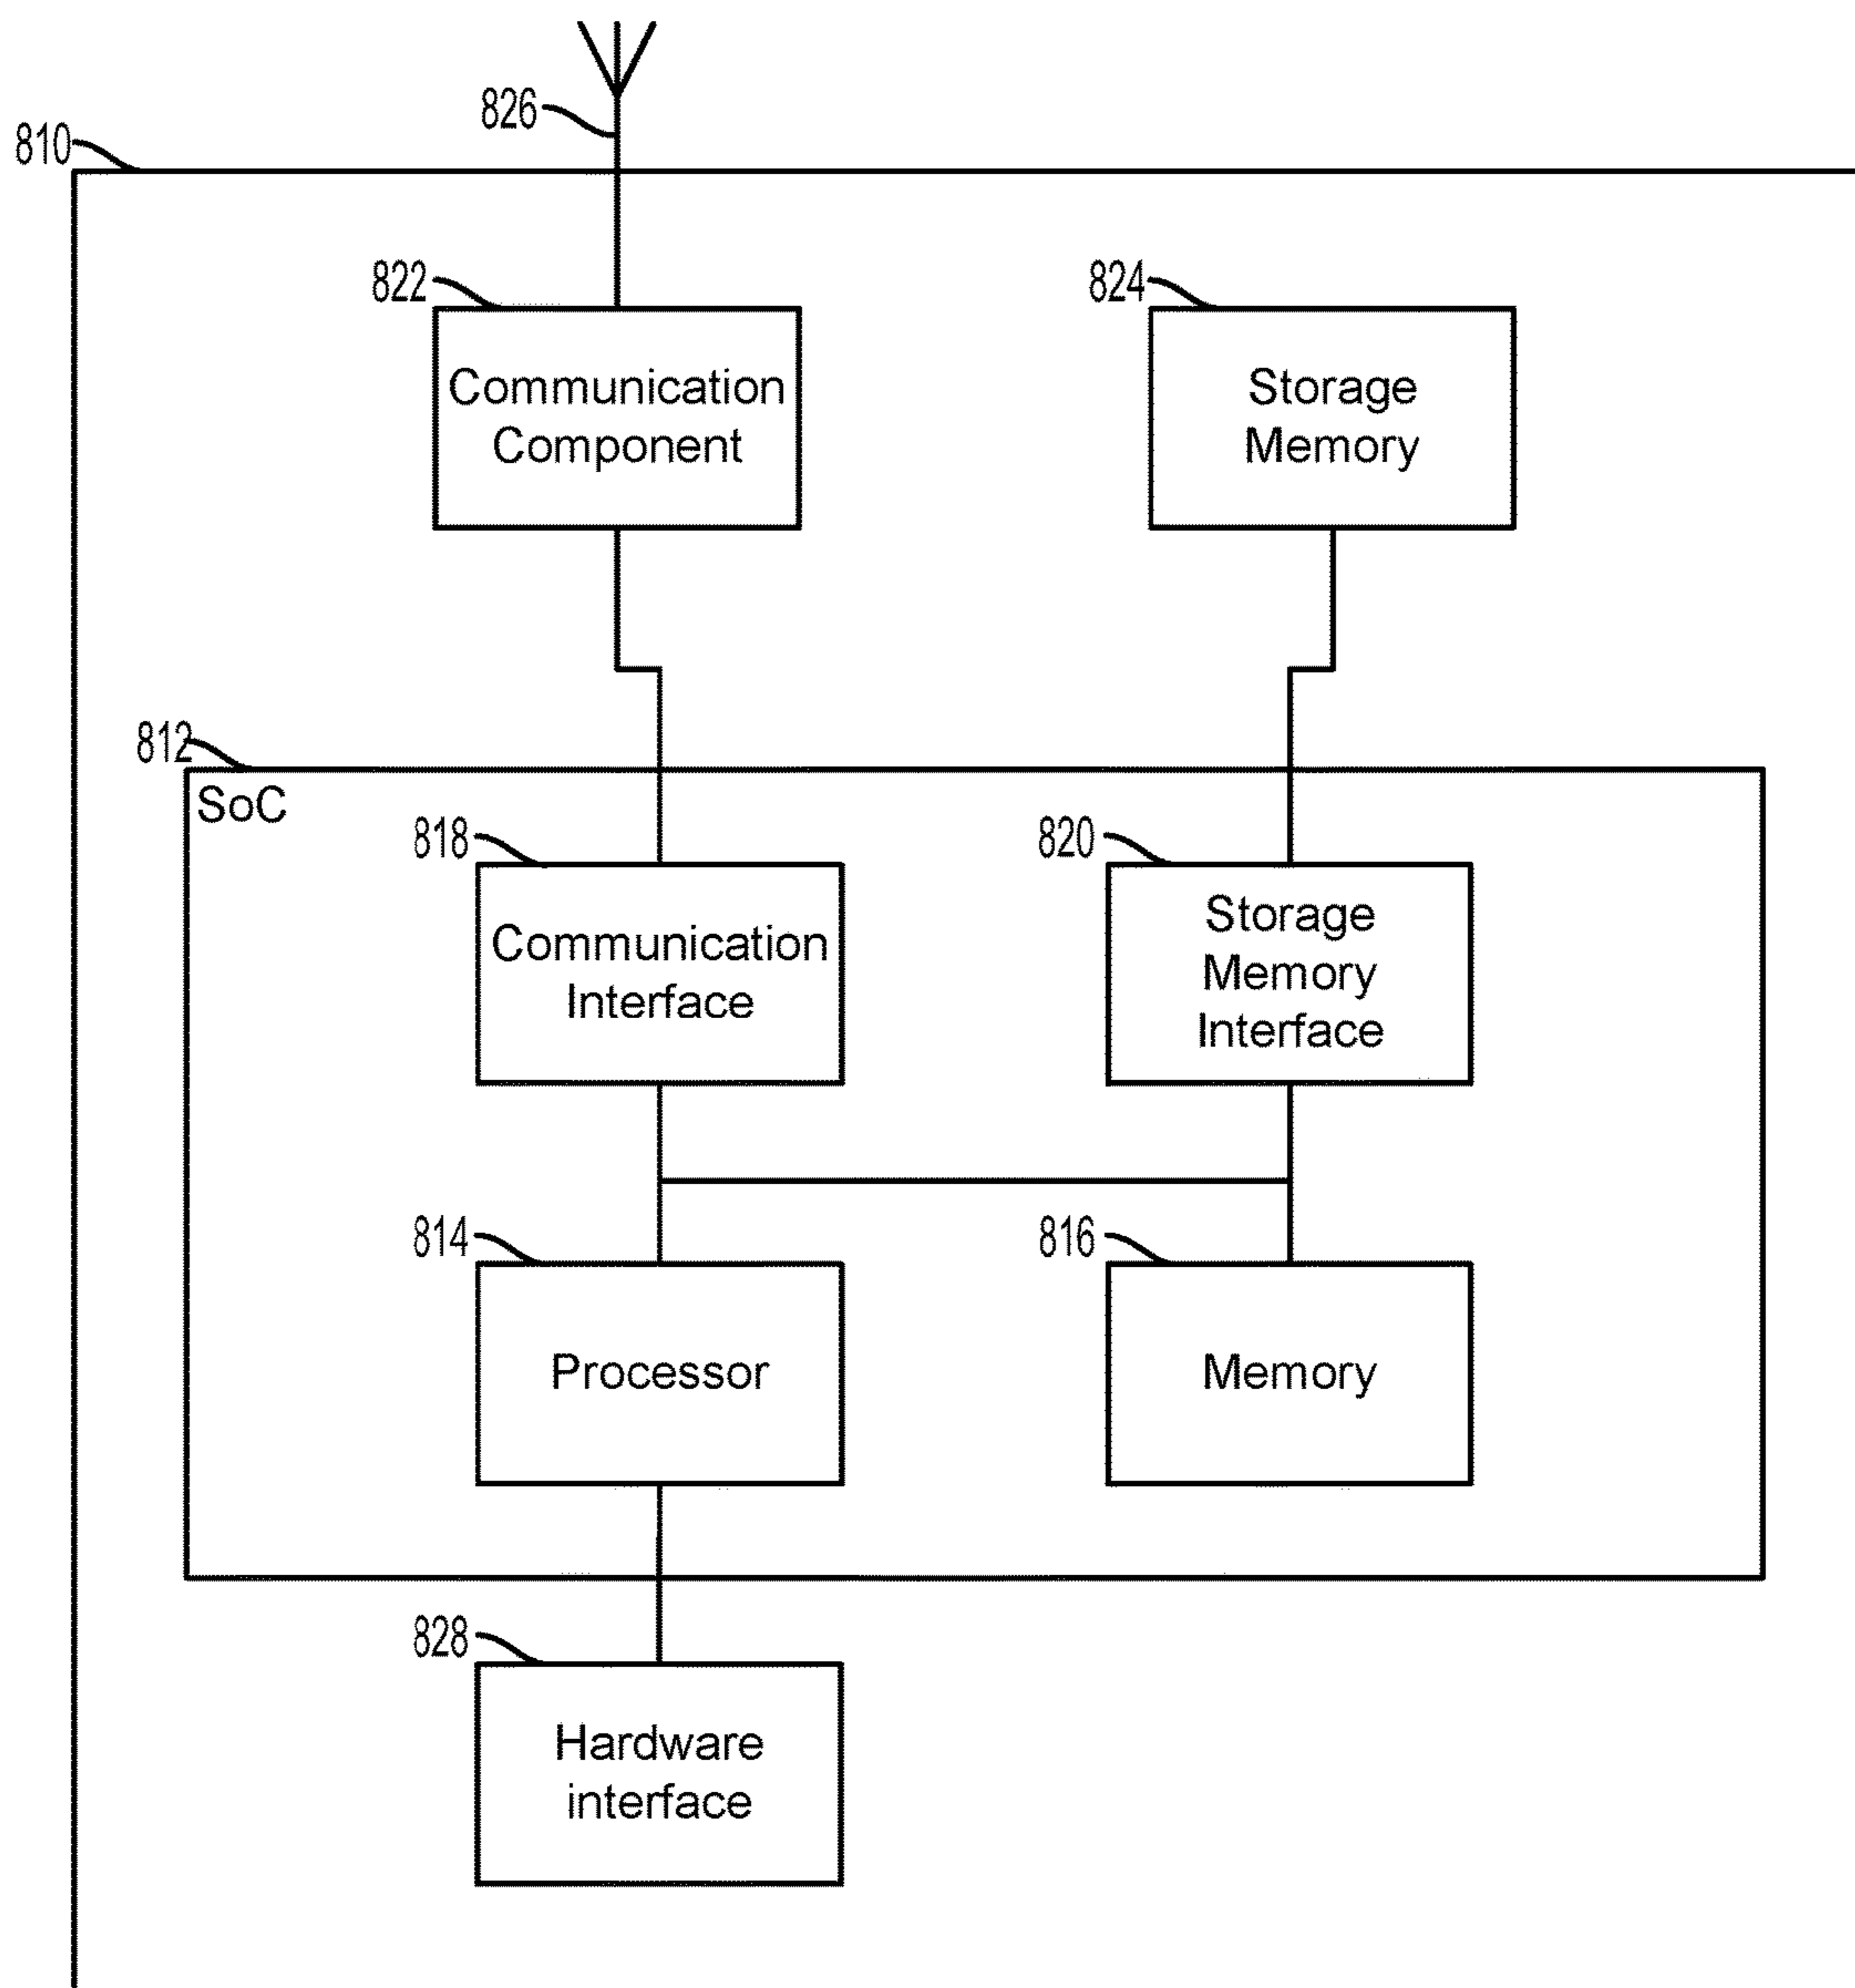 826
810
822
824
Communication
Component
Storage
Memory
812
SoC
818
820
Communication
Interface
Storage
Memory
Interface
814
816
Processor
Memory
828
Hardware
interface